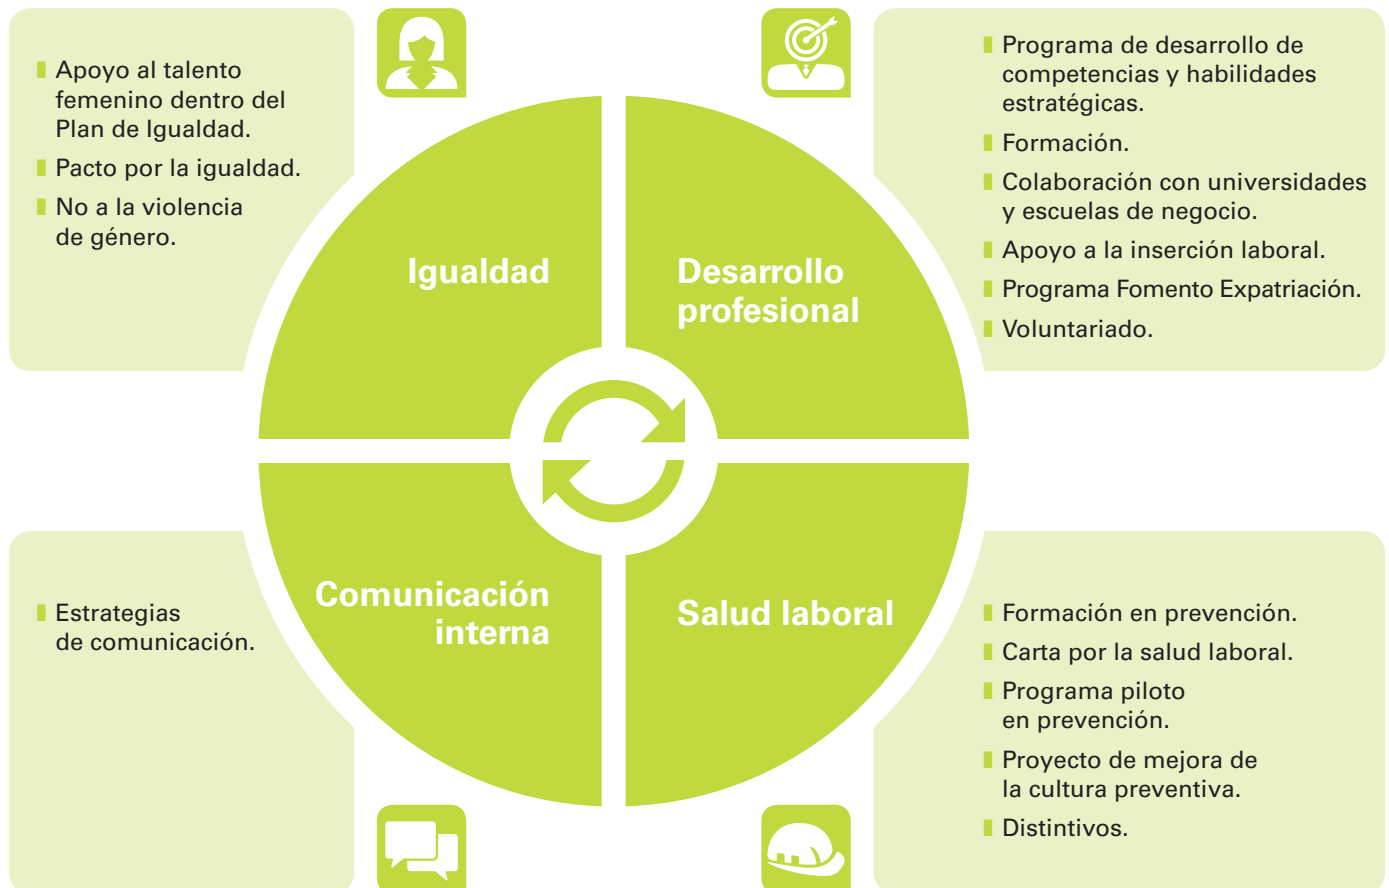 Apoyo al talento
femenino dentro del
Plan de Igualdad.
Pacto por la igualdad.
No a la violencia
de género.
Igualdad
Desarrollo
profesional
Programa de desarrollo de
competencias y habilidades
estratégicas.
Formación.
Colaboración con universidades
y escuelas de negocio.
Apoyo a la inserción laboral.
Programa Fomento Expatriación.
Voluntariado.
Estrategias
de comunicación.
Comunicación
interna
Salud laboral
Formación en prevención.
Carta por la salud laboral.
Programa piloto
en prevención.
Proyecto de mejora de
la cultura preventiva.
Distintivos.